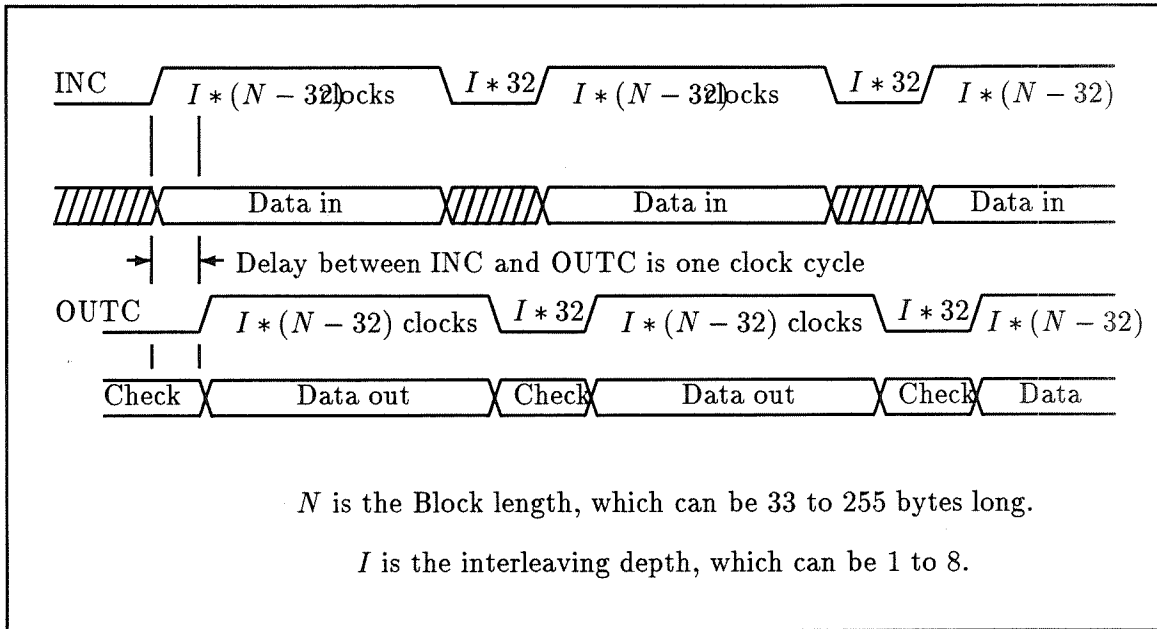 INC I * (N − 32) clocks I * 32 I * (N − 32) clocks I * 32 I * (N − 32)
Data in Data in Data in
Delay between INC and OUTC is one clock cycle
OUTC I * (N − 32) clocks I * 32 I * (N − 32) clocks I * 32 I * (N − 32)
Check Data out Check Data out Check Data
N is the Block length, which can be 33 to 255 bytes long.
I is the interleaving depth, which can be 1 to 8.